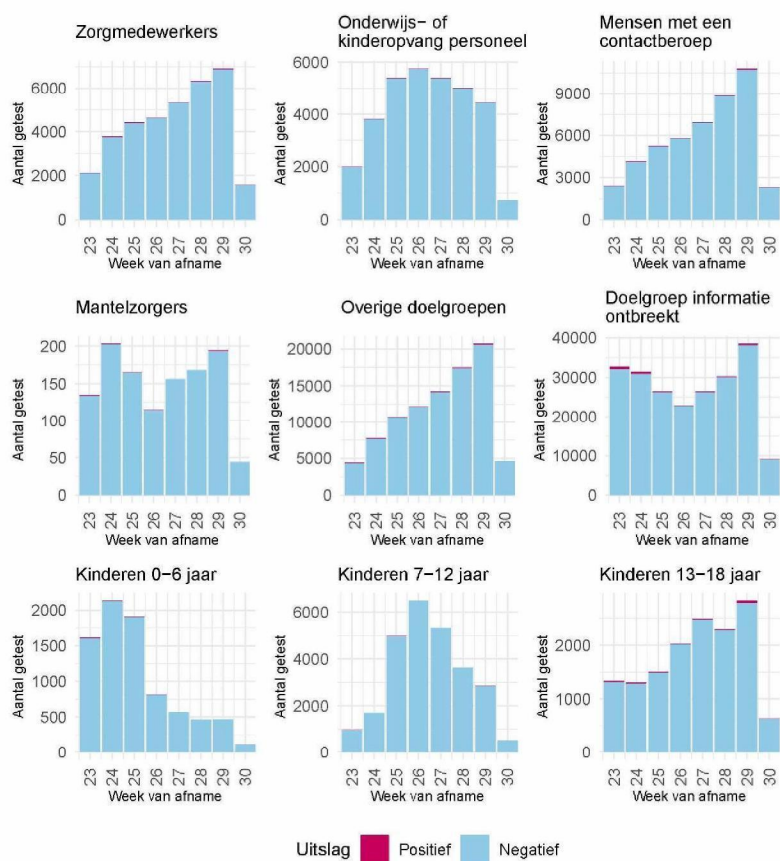 Zorgmedewerkers
Aantal getest
6000
4000
2000
0
23 24 25 26 27 28 29 30
Week van afname
Onderwijs− of
kinderopvang personeel
Aantal getest
6000
4000
2000
0
23 24 25 26 27 28 29 30
Week van afname
Mensen met een
contactberoep
Aantal getest
9000
6000
3000
0
23 24 25 26 27 28 29 30
Week van afname
Mantelzorgers
Aantal getest
200
150
100
50
0
23 24 25 26 27 28 29 30
Week van afname
Overige doelgroepen
Aantal getest
20000
15000
10000
5000
0
23 24 25 26 27 28 29 30
Week van afname
Doelgroep informatie
ontbreekt
Aantal getest
40000
30000
20000
10000
0
23 24 25 26 27 28 29 30
Week van afname
Kinderen 0−6 jaar
Aantal getest
2000
1500
1000
500
0
23 24 25 26 27 28 29 30
Week van afname
Kinderen 7−12 jaar
Aantal getest
6000
4000
2000
0
23 24 25 26 27 28 29 30
Week van afname
Kinderen 13−18 jaar
Aantal getest
2000
1000
0
23 24 25 26 27 28 29 30
Week van afname
Uitslag Positief Negatief